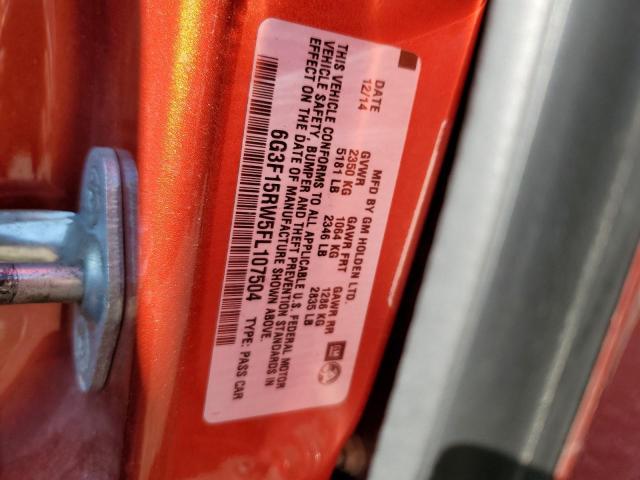 MFD BY GM HOLDEN LTD.
DATE GVWR GAWR FRT GAWR RR
12/14 2350 KG 1064 KG 1286 KG
5181 LB 2346 LB 2835 LB
THIS VEHICLE CONFORMS TO ALL APPLICABLE U.S. FEDERAL MOTOR
VEHICLE SAFETY, BUMPER AND THEFT PREVENTION STANDARDS IN
EFFECT ON THE DATE OF MANUFACTURE SHOWN ABOVE.
6G3F15RW5FL107504 TYPE: PASS CAR
GM